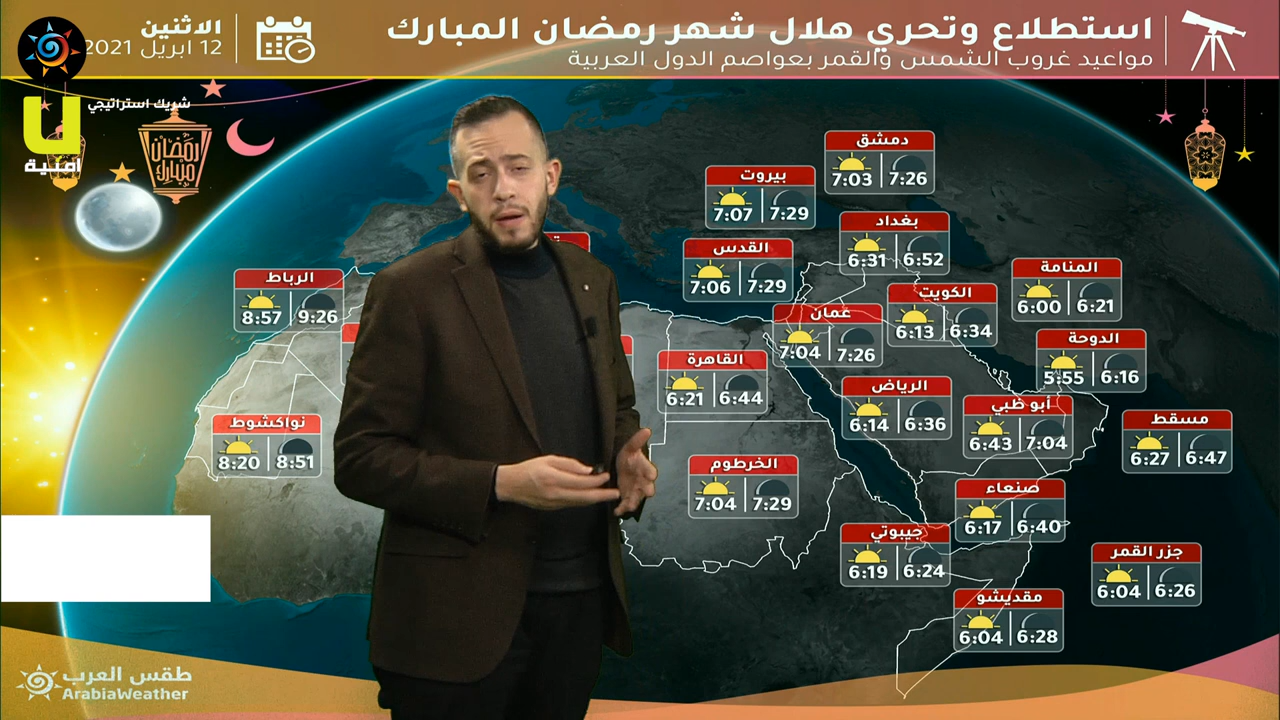 استطلاع وتحري هلال شهر رمضان المبارك
مواعيد غروب الشمس والقمر بعواصم الدول العربية
الاثنين
12 ابريل 2021
شريك استراتيجي
امنية
رمضان
مبارك
دمشق
7:03 7:26
بيروت
7:07 7:29
بغداد
6:31 6:52
القدس
7:06 7:29
المنامة
6:00 6:21
الرباط
8:57 9:26
الكويت
6:13 6:34
عمان
7:04 7:26
الدوحة
5:55 6:16
القاهرة
6:21 6:44
الرياض
6:14 6:36
أبو ظبي
6:43 7:04
مسقط
6:27 6:47
نواكشوط
8:20 8:51
الخرطوم
7:04 7:29
صنعاء
6:17 6:40
جيبوتي
6:19 6:24
جزر القمر
6:04 6:26
مقديشو
6:04 6:28
طقس العرب
ArabiaWeather